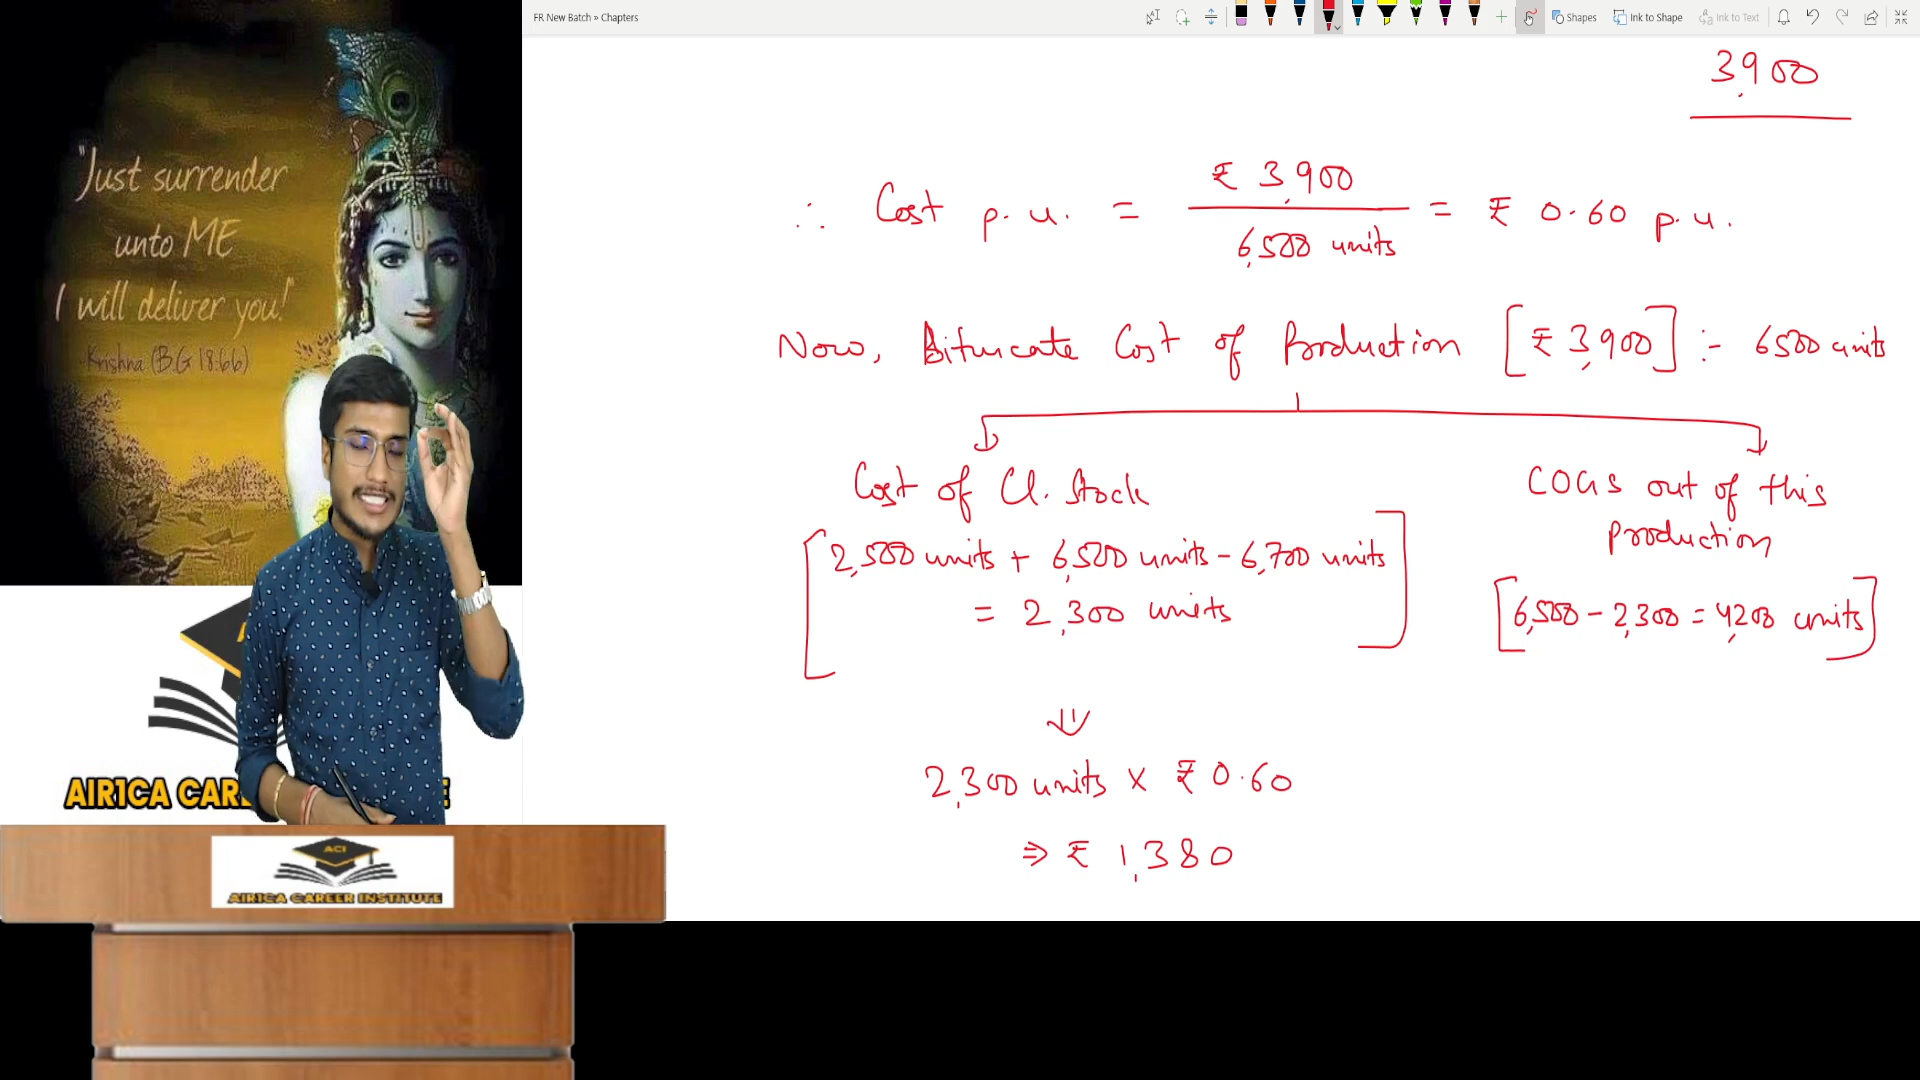 "Just surrender
unto ME
I will deliver you!"
Krishna (B.G 18.66)
AIR1CA CAR
ACI
AIR1CA CAREER INSTITUTE
FR New Batch » Chapters
Shapes
Ink to Shape
Ink to Text
3,900
∴ Cost p.u. = ₹ 3,900 / 6,500 units = ₹ 0.60 p.u.
Now, Bifurcate Cost of Production [₹ 3,900] :- 6500 units
Cost of Cl. Stock
[2,500 units + 6,500 units - 6,700 units
= 2,300 units]
⇓
2,300 units x ₹ 0.60
⇒ ₹ 1,380
COGS out of this
production
[6,500 - 2,300 = 4,200 units]